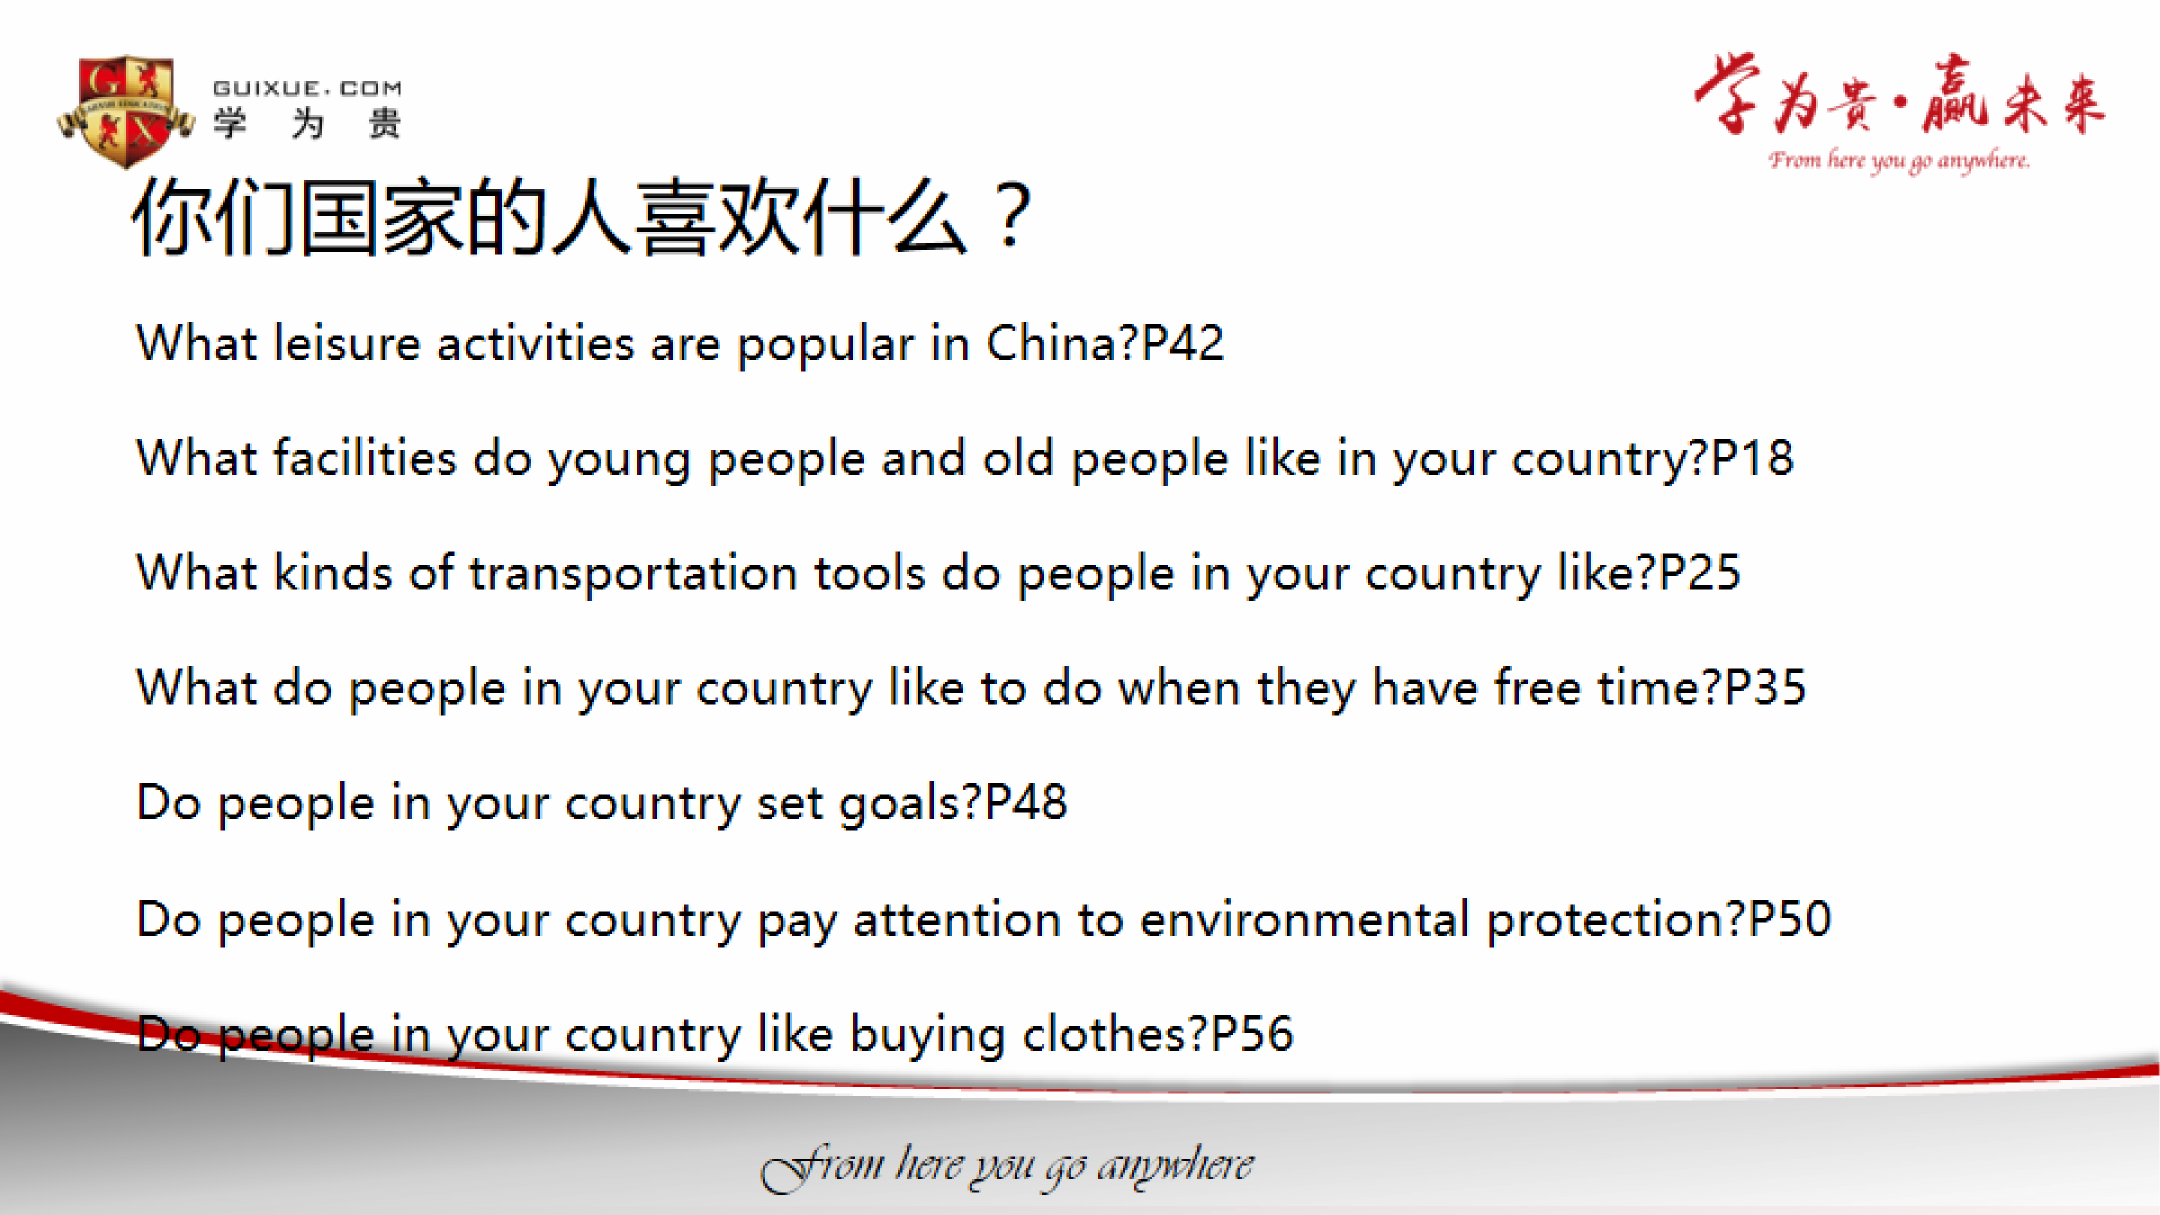 GUIXUE.COM
学为贵
学为贵·赢未来
From here you go anywhere.
你们国家的人喜欢什么？
What leisure activities are popular in China?P42
What facilities do young people and old people like in your country?P18
What kinds of transportation tools do people in your country like?P25
What do people in your country like to do when they have free time?P35
Do people in your country set goals?P48
Do people in your country pay attention to environmental protection?P50
Do people in your country like buying clothes?P56
From here you go anywhere